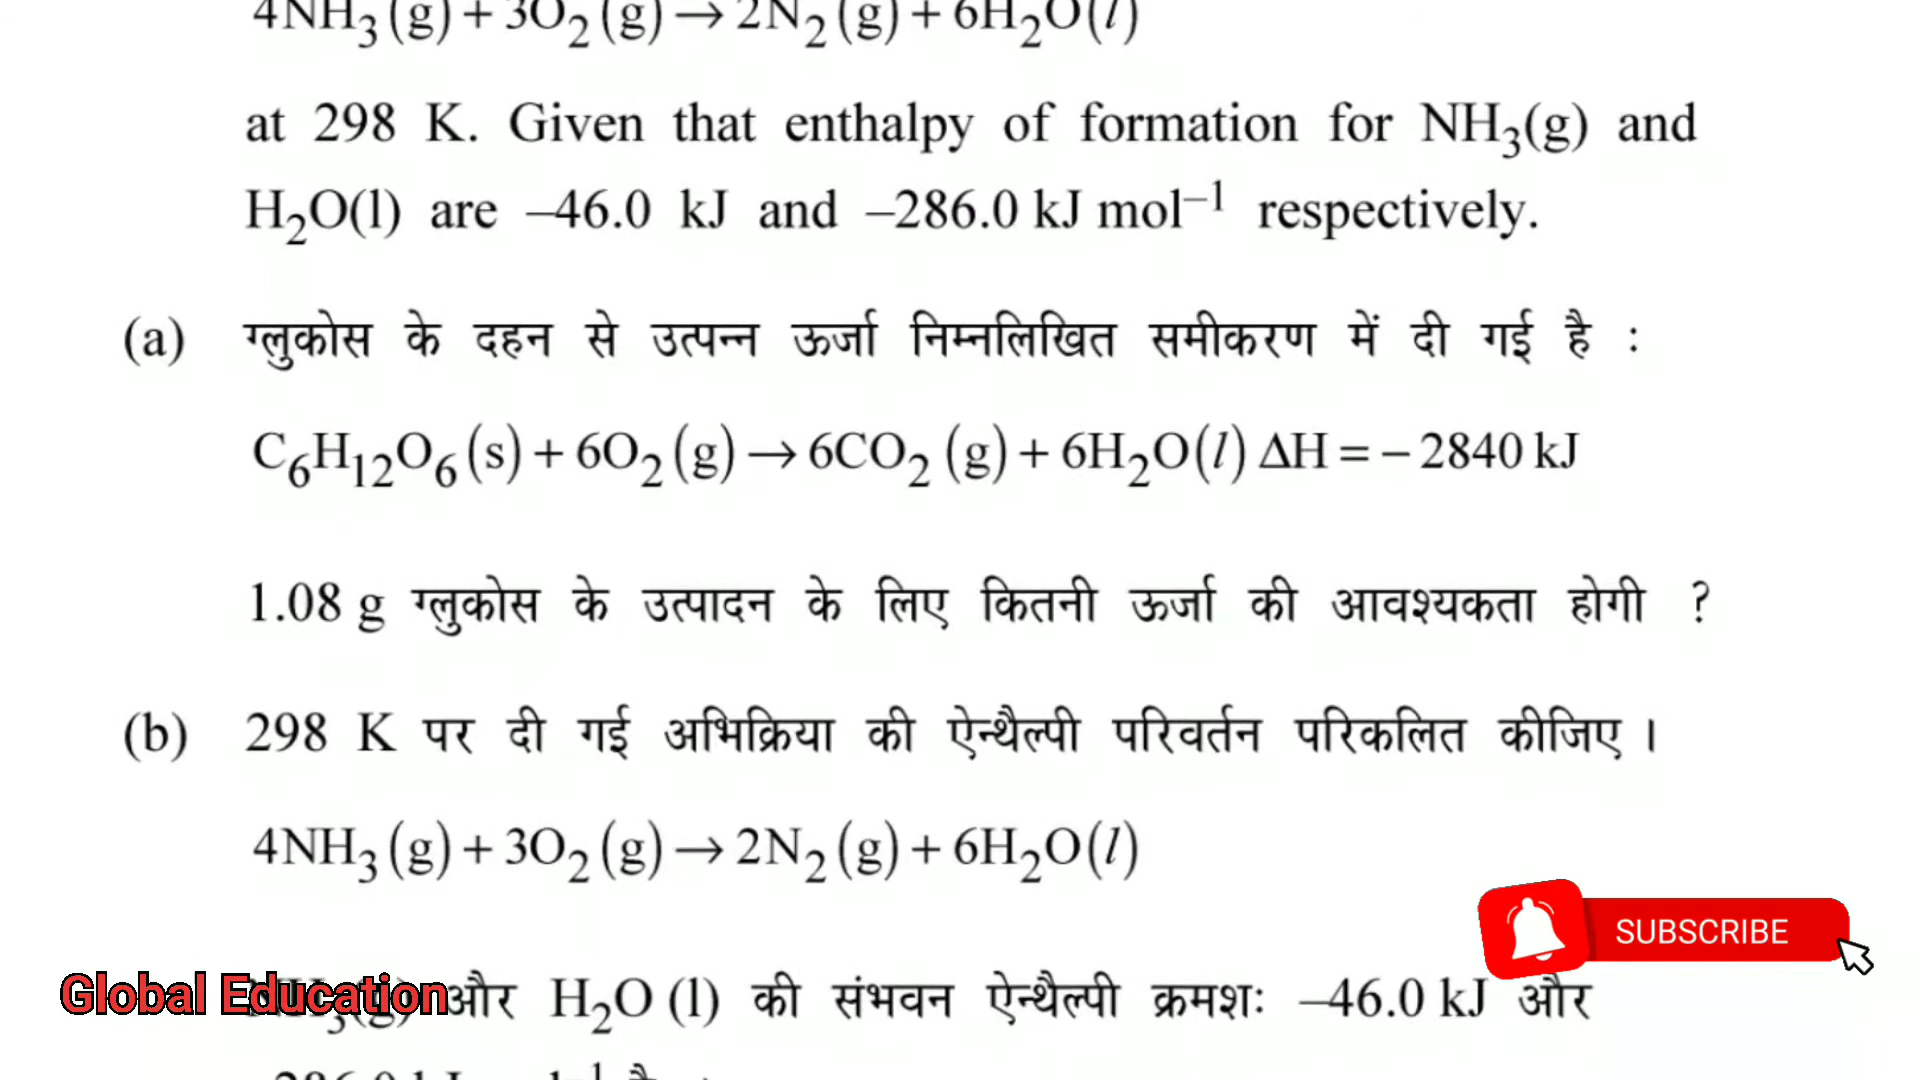 4NH₃(g) + 3O₂(g) → 2N₂(g) + 6H₂O(l)
at 298 K. Given that enthalpy of formation for NH₃(g) and
H₂O(l) are –46.0 kJ and –286.0 kJ mol⁻¹ respectively.
(a) ग्लुकोस के दहन से उत्पन्न ऊर्जा निम्नलिखित समीकरण में दी गई है :
C₆H₁₂O₆(s) + 6O₂(g) → 6CO₂(g) + 6H₂O(l) ΔH = – 2840 kJ
1.08 g ग्लुकोस के उत्पादन के लिए कितनी ऊर्जा की आवश्यकता होगी ?
(b) 298 K पर दी गई अभिक्रिया की ऐन्थैल्पी परिवर्तन परिकलित कीजिए ।
4NH₃(g) + 3O₂(g) → 2N₂(g) + 6H₂O(l)
SUBSCRIBE
Global Education
और H₂O (l) की संभवन ऐन्थैल्पी क्रमशः –46.0 kJ और